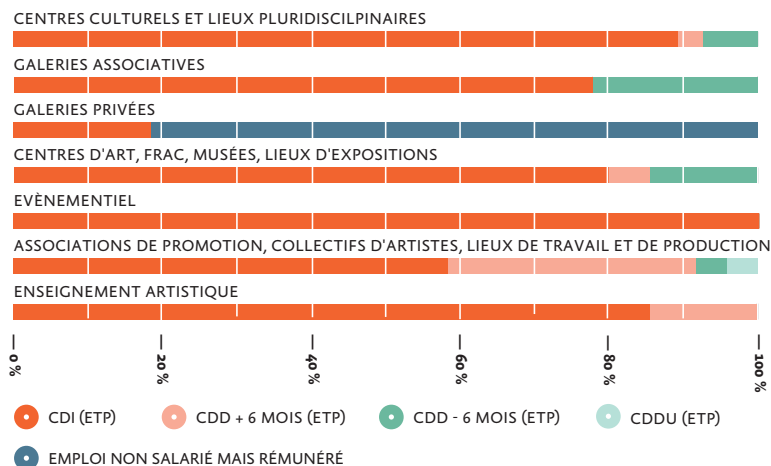 CENTRES CULTURELS ET LIEUX PLURIDISCILPINAIRES
GALERIES ASSOCIATIVES
GALERIES PRIVÉES
CENTRES D'ART, FRAC, MUSÉES, LIEUX D'EXPOSITIONS
EVÈNEMENTIEL
ASSOCIATIONS DE PROMOTION, COLLECTIFS D'ARTISTES, LIEUX DE TRAVAIL ET DE PRODUCTION
ENSEIGNEMENT ARTISTIQUE
0 % 20 % 40 % 60 % 80 % 100 %
CDI (ETP) CDD + 6 MOIS (ETP) CDD - 6 MOIS (ETP) CDDU (ETP)
EMPLOI NON SALARIÉ MAIS RÉMUNÉRÉ